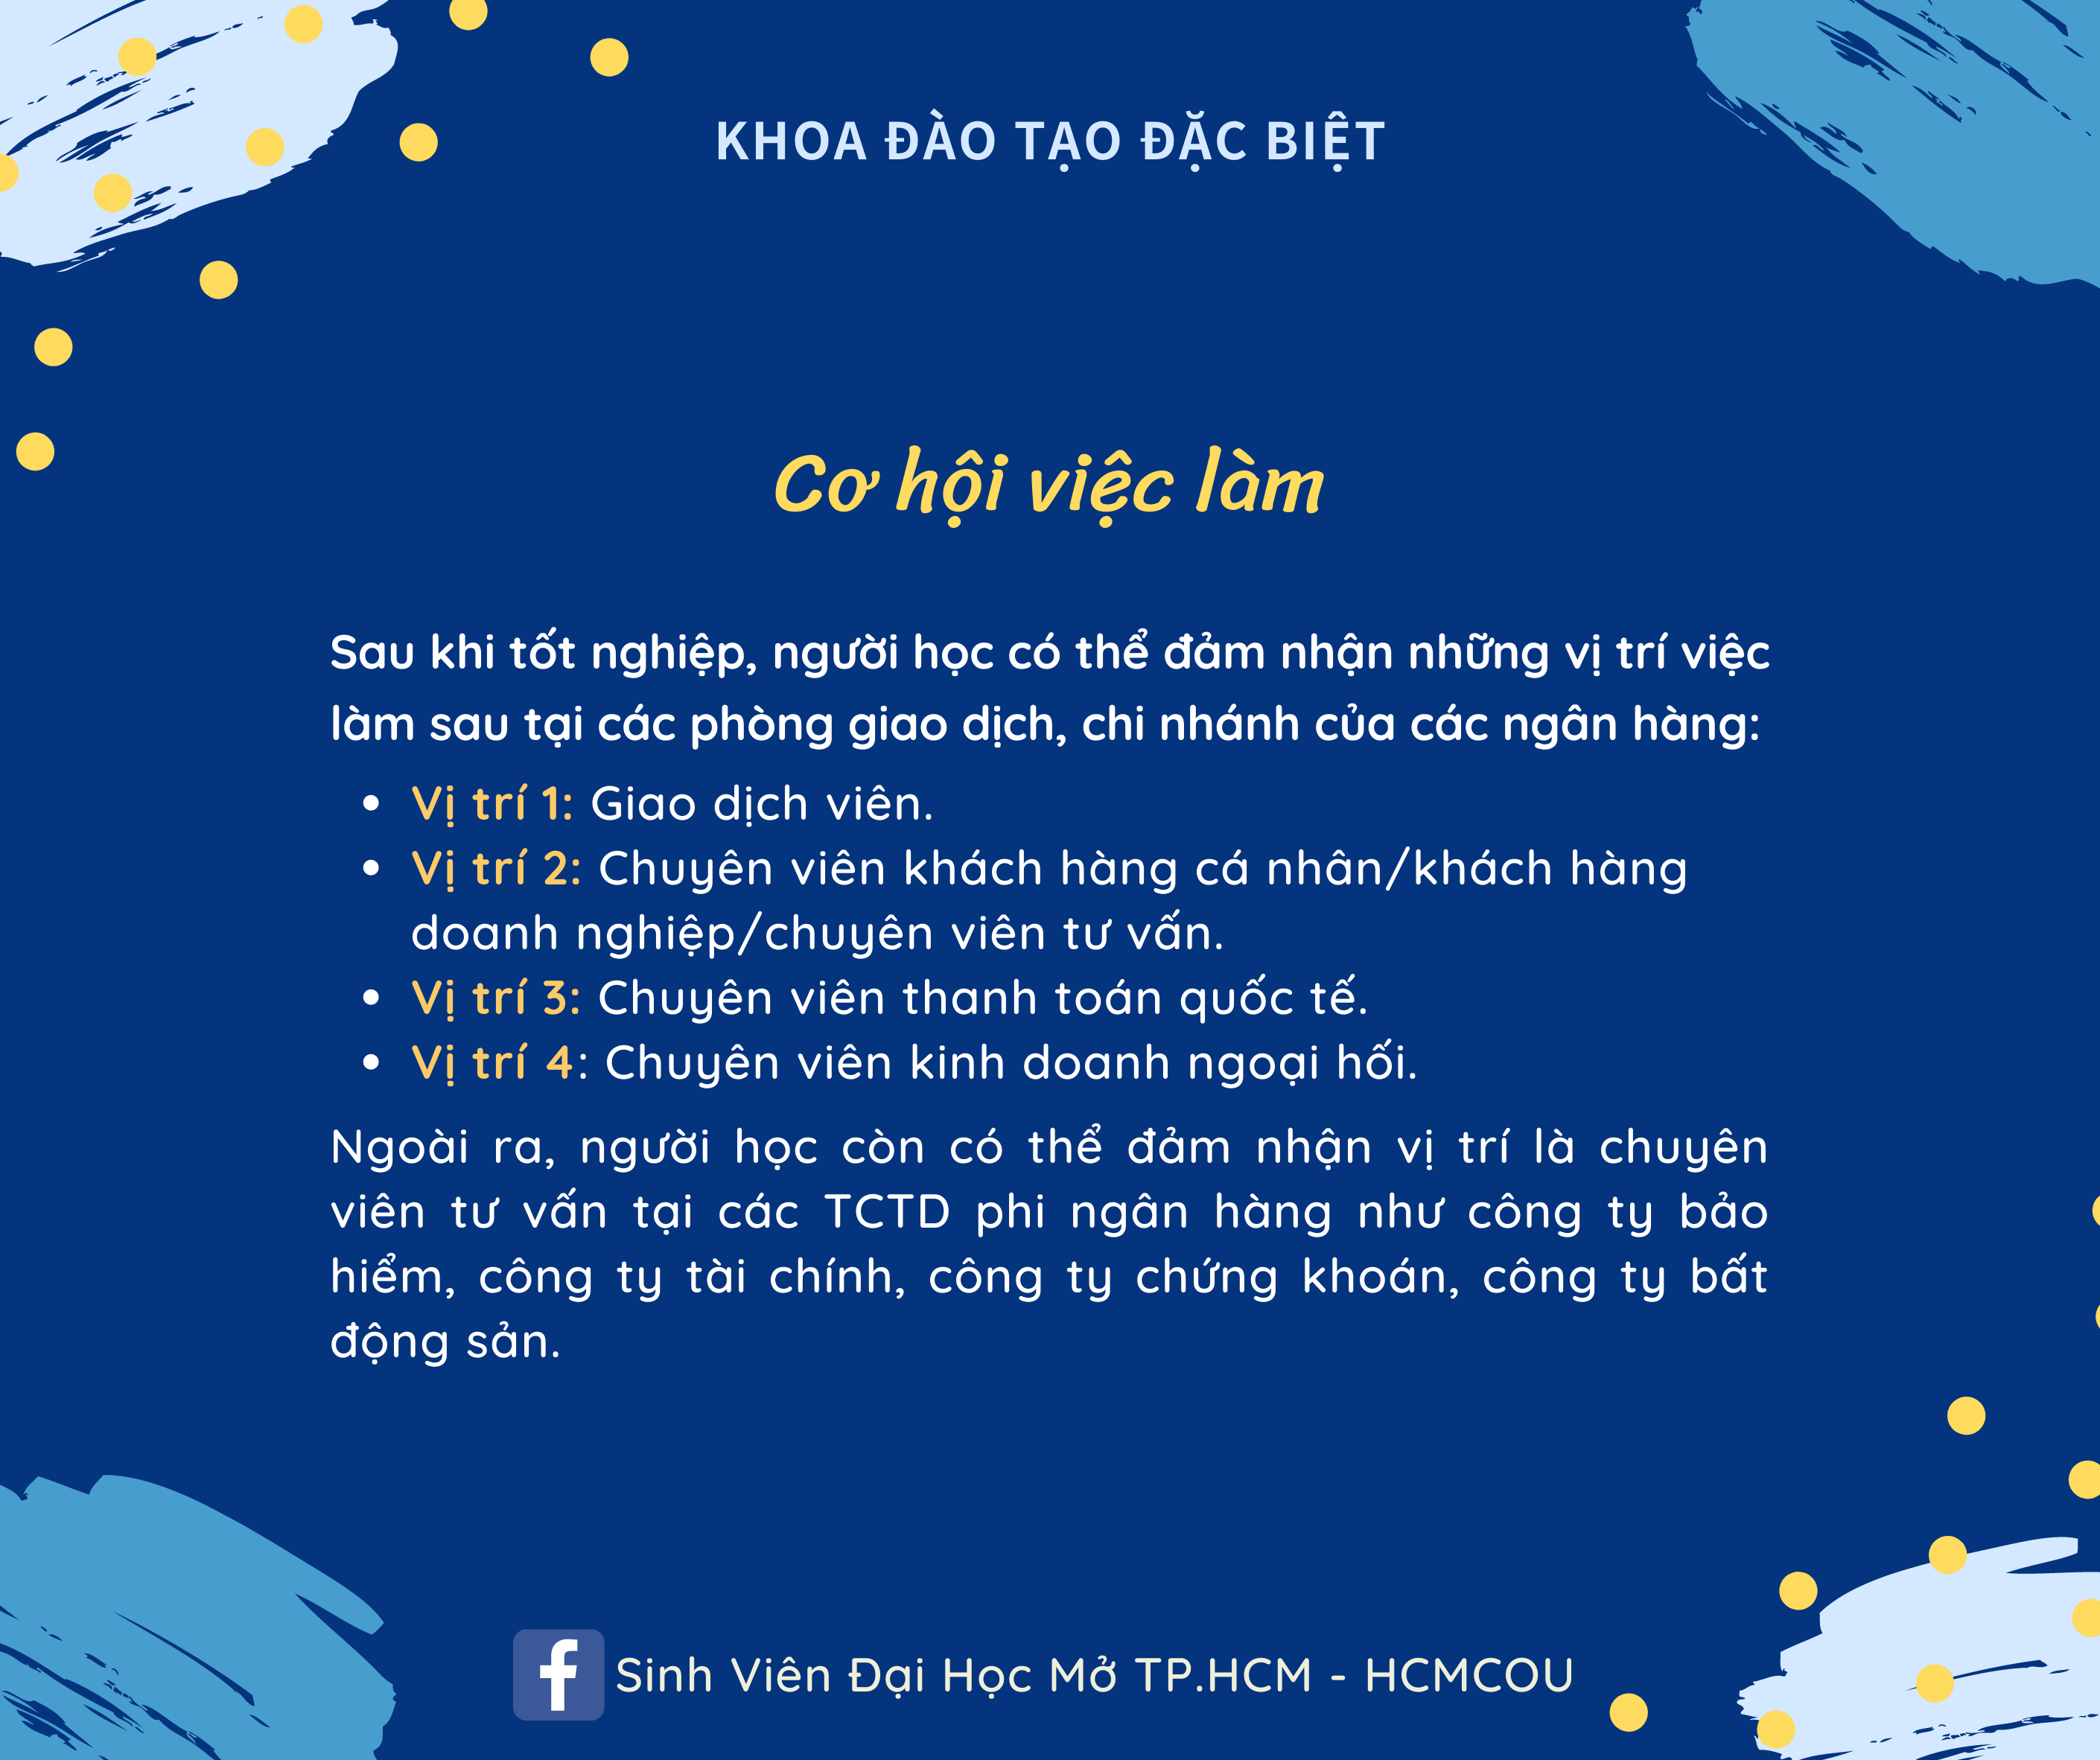 KHOA ĐÀO TẠO ĐẶC BIỆT
Cơ hội việc làm
Sau khi tốt nghiệp, người học có thể đảm nhận những vị trí việc
làm sau tại các phòng giao dịch, chi nhánh của các ngân hàng:
• Vị trí 1: Giao dịch viên.
• Vị trí 2: Chuyên viên khách hàng cá nhân/khách hàng
doanh nghiệp/chuyên viên tư vấn.
• Vị trí 3: Chuyên viên thanh toán quốc tế.
• Vị trí 4: Chuyên viên kinh doanh ngoại hối.
Ngoài ra, người học còn có thể đảm nhận vị trí là chuyên
viên tư vấn tại các TCTD phi ngân hàng như công ty bảo
hiểm, công ty tài chính, công ty chứng khoán, công ty bất
động sản.
Sinh Viên Đại Học Mở TP.HCM - HCMCOU